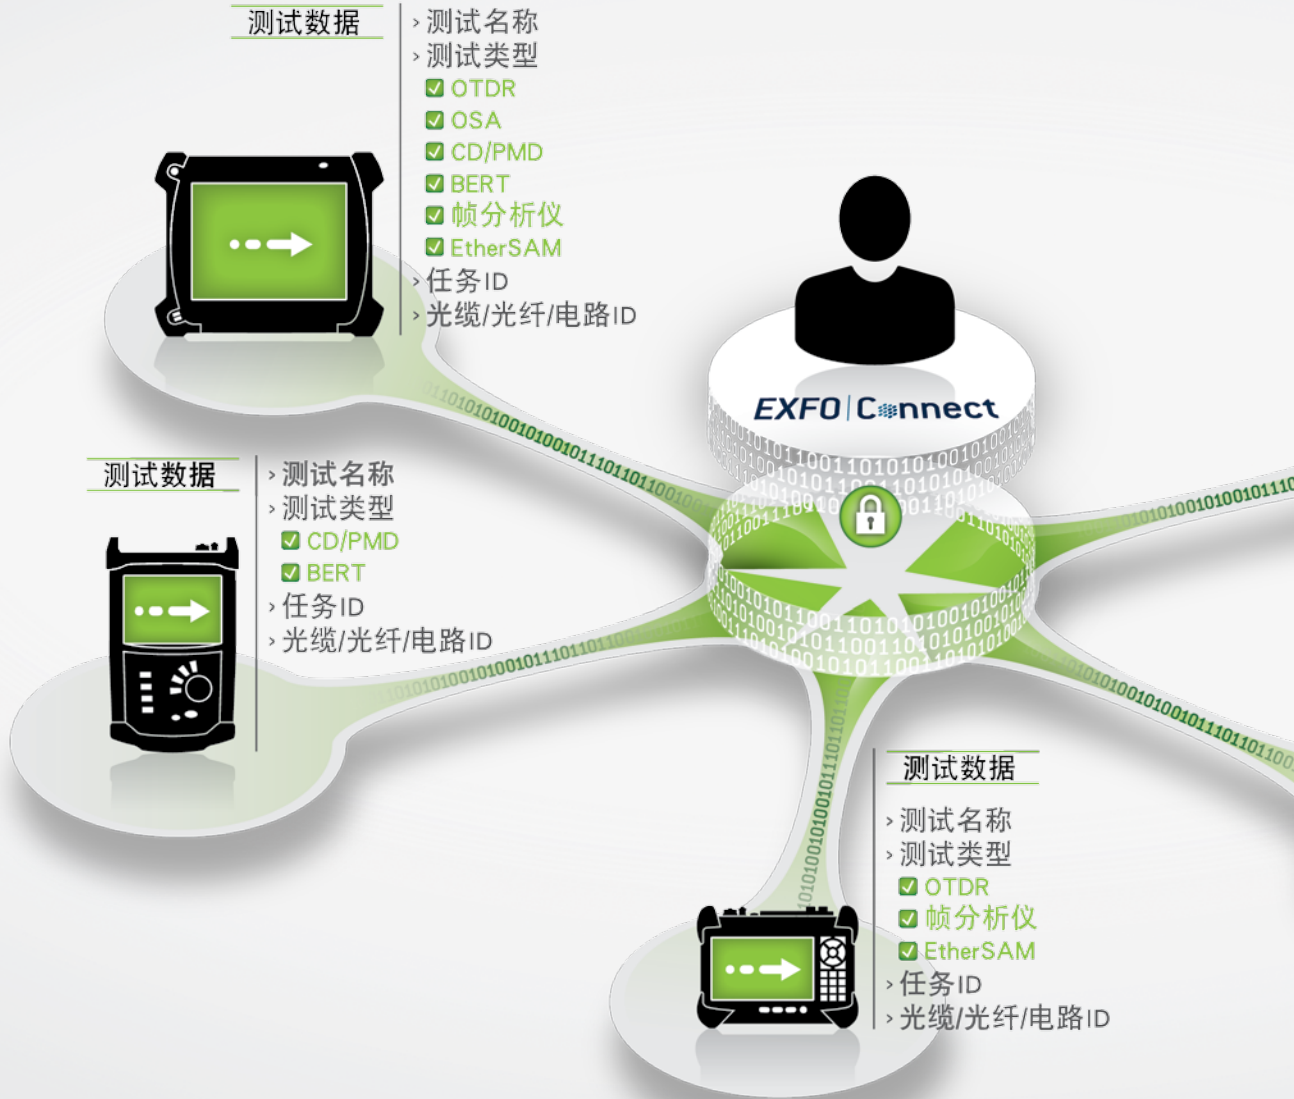 测试数据
› 测试名称
› 测试类型
OTDR
OSA
CD/PMD
BERT
帧分析仪
EtherSAM
› 任务ID
› 光缆/光纤/电路ID
EXFO | Connect
测试数据
› 测试名称
› 测试类型
CD/PMD
BERT
› 任务ID
› 光缆/光纤/电路ID
测试数据
› 测试名称
› 测试类型
OTDR
帧分析仪
EtherSAM
› 任务ID
› 光缆/光纤/电路ID